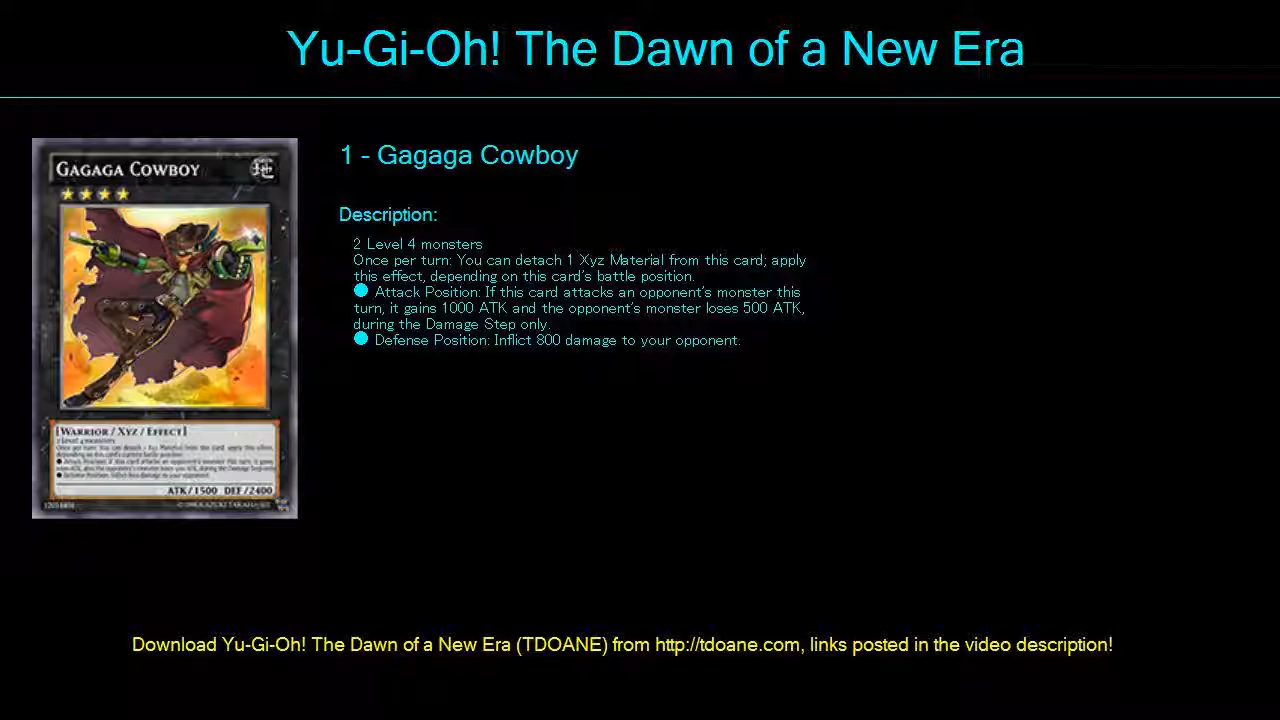 Yu-Gi-Oh! The Dawn of a New Era
GAGAGA COWBOY
1 - Gagaga Cowboy
Description:
2 Level 4 monsters
Once per turn: You can detach 1 Xyz Material from this card; apply
this effect, depending on this card's battle position.
● Attack Position: If this card attacks an opponent's monster this
turn, it gains 1000 ATK and the opponent's monster loses 500 ATK,
during the Damage Step only.
● Defense Position: Inflict 800 damage to your opponent.
[WARRIOR / XYZ / EFFECT]
2 Level 4 monsters
ATK/1500 DEF/2400
Download Yu-Gi-Oh! The Dawn of a New Era (TDOANE) from http://tdoane.com, links posted in the video description!